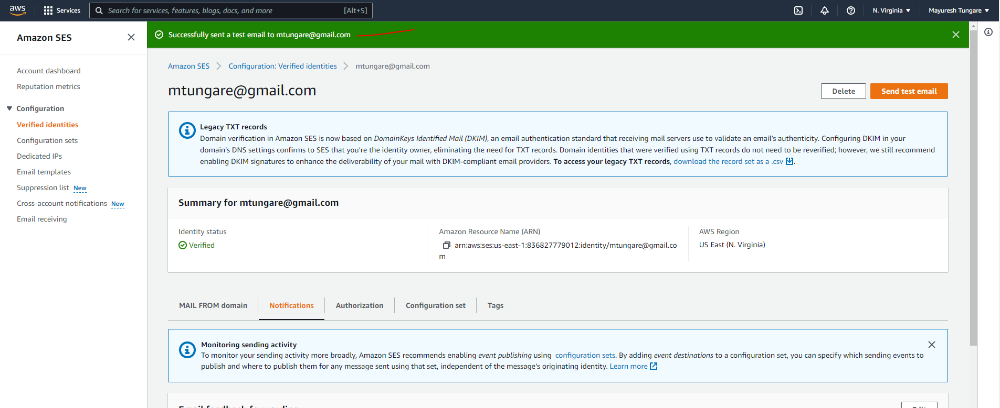 aws
Services
Search for services, features, blogs, docs, and more
[Alt+S]
N. Virginia
Mayuresh Tungare
Amazon SES
Account dashboard
Reputation metrics
Configuration
Verified identities
Configuration sets
Dedicated IPs
Email templates
Suppression list New
Cross-account notifications New
Email receiving
Successfully sent a test email to mtungare@gmail.com
Amazon SES
Configuration: Verified identities
mtungare@gmail.com
mtungare@gmail.com
Delete
Send test email
Legacy TXT records
Domain verification in Amazon SES is now based on DomainKeys Identified Mail (DKIM), an email authentication standard that receiving mail servers use to validate an email's authenticity. Configuring DKIM in your
domain's DNS settings confirms to SES that you're the identity owner, eliminating the need for TXT records. Domain identities that were verified using TXT records do not need to be reverified; however, we still recommend
enabling DKIM signatures to enhance the deliverability of your mail with DKIM-compliant email providers. To access your legacy TXT records, download the record set as a .csv.
Summary for mtungare@gmail.com
Identity status
Verified
Amazon Resource Name (ARN)
arn:aws:ses:us-east-1:836827779012:identity/mtungare@gmail.co
m
AWS Region
US East (N. Virginia)
MAIL FROM domain
Notifications
Authorization
Configuration set
Tags
Monitoring sending activity
To monitor your sending activity more broadly, Amazon SES recommends enabling event publishing using configuration sets. By adding event destinations to a configuration set, you can specify which sending events to
publish and where to publish them for any message sent using that set, independent of the message's originating identity. Learn more
Email feedback forwarding
Edit